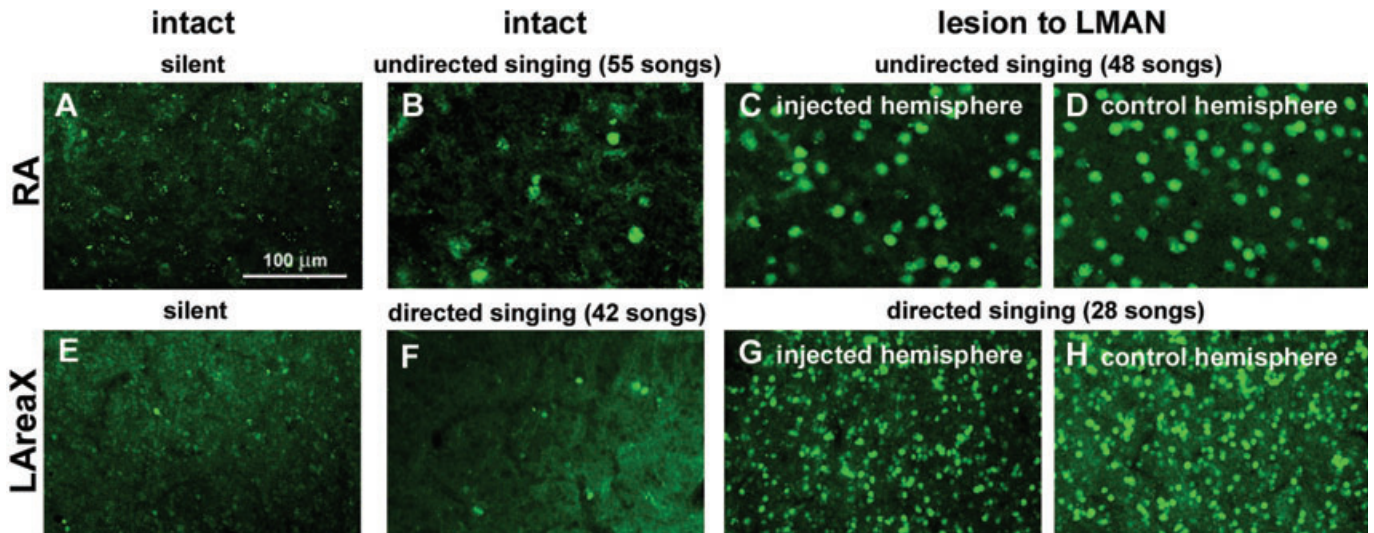 intact intact lesion to LMAN
silent undirected singing (55 songs) undirected singing (48 songs)
RA
A B C injected hemisphere D control hemisphere
100 µm
silent directed singing (42 songs) directed singing (28 songs)
LAreaX
E F G injected hemisphere H control hemisphere